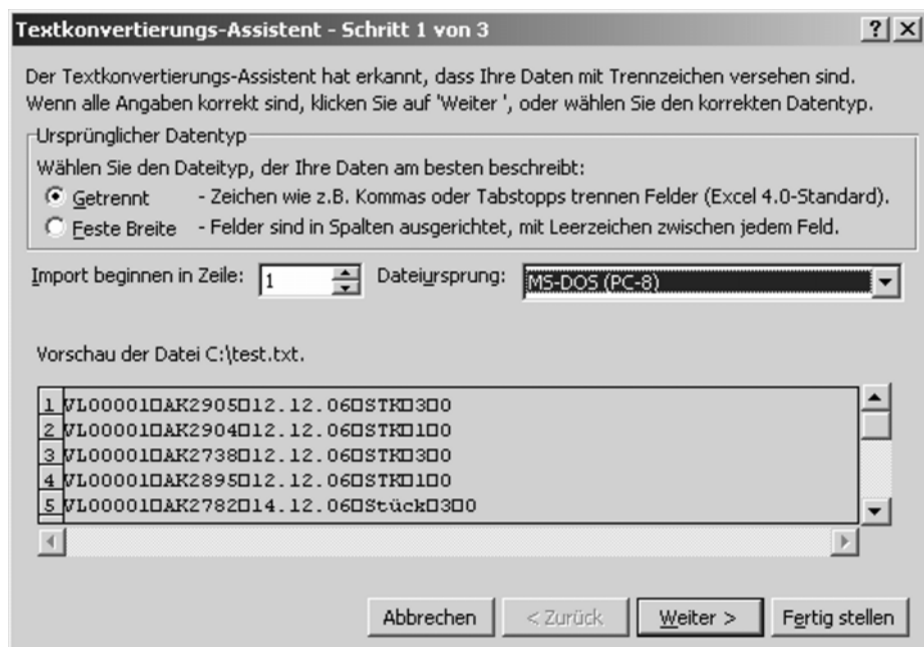 Textkonvertierungs-Assistent - Schritt 1 von 3
Der Textkonvertierungs-Assistent hat erkannt, dass Ihre Daten mit Trennzeichen versehen sind.
Wenn alle Angaben korrekt sind, klicken Sie auf 'Weiter ', oder wählen Sie den korrekten Datentyp.
Ursprünglicher Datentyp
Wählen Sie den Dateityp, der Ihre Daten am besten beschreibt:
Getrennt - Zeichen wie z.B. Kommas oder Tabstopps trennen Felder (Excel 4.0-Standard).
Feste Breite - Felder sind in Spalten ausgerichtet, mit Leerzeichen zwischen jedem Feld.
Import beginnen in Zeile: 1 Dateiursprung: MS-DOS (PC-8)
Vorschau der Datei C:\test.txt.
1 VL00001□AK2905□12.12.06□STK□3□0
2 VL00001□AK2904□12.12.06□STK□1□0
3 VL00001□AK2738□12.12.06□STK□3□0
4 VL00001□AK2895□12.12.06□STK□1□0
5 VL00001□AK2782□14.12.06□Stück□3□0
Abbrechen < Zurück Weiter > Fertig stellen